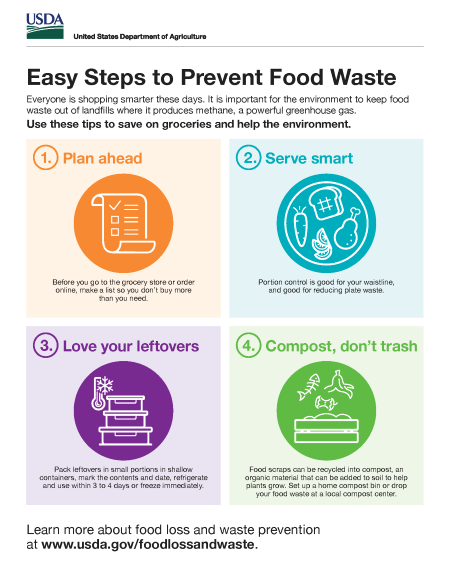 USDA
United States Department of Agriculture
Easy Steps to Prevent Food Waste
Everyone is shopping smarter these days. It is important for the environment to keep food
waste out of landfills where it produces methane, a powerful greenhouse gas.
Use these tips to save on groceries and help the environment.
1. Plan ahead
Before you go to the grocery store or order
online, make a list so you don't buy more
than you need.
2. Serve smart
Portion control is good for your waistline,
and good for reducing plate waste.
3. Love your leftovers
Pack leftovers in small portions in shallow
containers, mark the contents and date, refrigerate
and use within 3 to 4 days or freeze immediately.
4. Compost, don't trash
Food scraps can be recycled into compost, an
organic material that can be added to soil to help
plants grow. Set up a home compost bin or drop
your food waste at a local compost center.
Learn more about food loss and waste prevention
at www.usda.gov/foodlossandwaste.